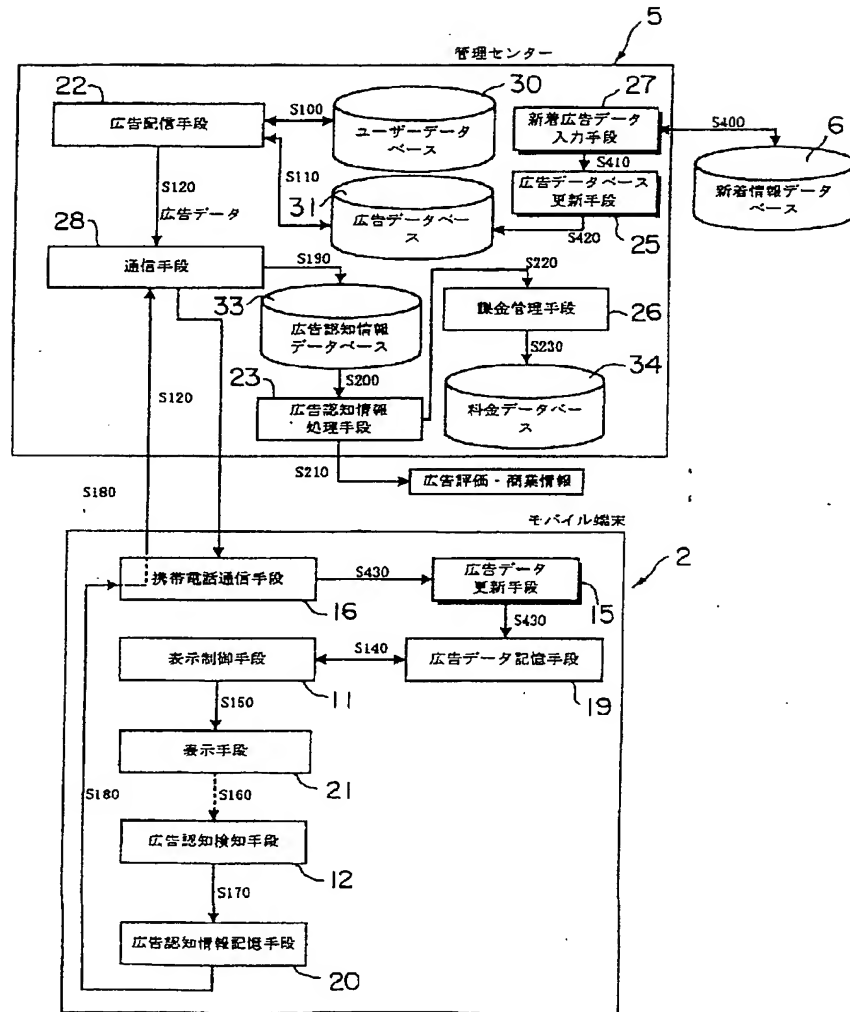 5
管理センター
22
広告配信手段
S100
30
ユーザーデータ
ベース
27
新着広告データ
入力手段
S400
6
新着情報データ
ベース
S110
S410
S120
広告データ
31
広告データベー
ス
広告データベース
更新手段
25
S420
28
通信手段
S190
S220
33
広告認知情報
データベース
課金管理手段
26
S230
S120
S200
34
23
広告認知情報
処理手段
料金データベー
ス
S210
広告評価・商業情報
S180
モバイル端末
2
携帯電話通信手段
16
S430
広告データ
更新手段
15
S430
表示制御手段
11
S140
広告データ記憶手段
19
S150
表示手段
21
S180
S160
広告認知検知手段
12
S170
広告認知情報記憶手段
20